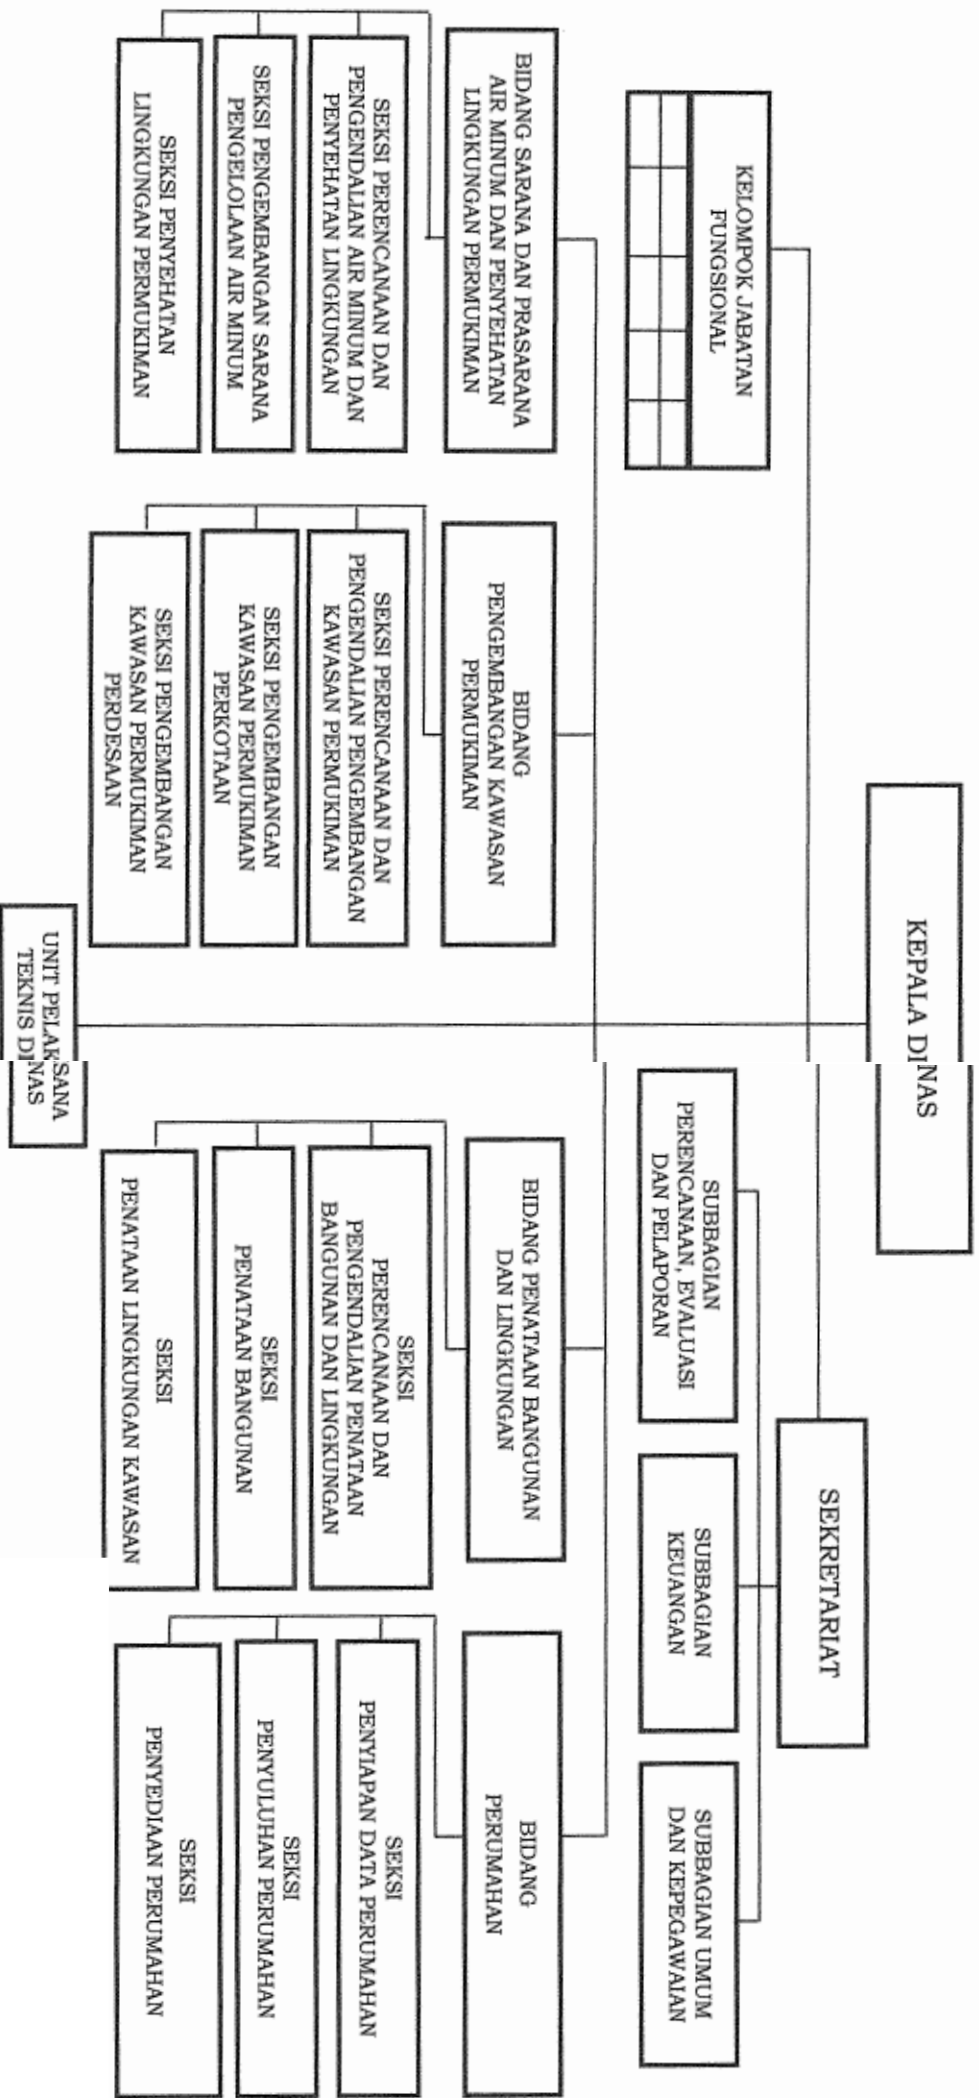 KEPALA DINAS
KELOMPOK JABATAN
FUNGSIONAL
SEKRETARIAT
SUBBAGIAN
PERENCANAAN, EVALUASI
DAN PELAPORAN
SUBBAGIAN
KEUANGAN
SUBBAGIAN UMUM
DAN KEPEGAWAIAN
BIDANG SARANA DAN PRASARANA
AIR MINUM DAN PENYEHATAN
LINGKUNGAN PERMUKIMAN
SEKSI PERENCANAAN DAN
PENGENDALIAN AIR MINUM DAN
PENYEHATAN LINGKUNGAN
SEKSI PENGEMBANGAN SARANA
PENGELOLAAN AIR MINUM
SEKSI PENYEHATAN
LINGKUNGAN PERMUKIMAN
BIDANG
PENGEMBANGAN KAWASAN
PERMUKIMAN
SEKSI PERENCANAAN DAN
PENGENDALIAN PENGEMBANGAN
KAWASAN PERMUKIMAN
SEKSI PENGEMBANGAN
KAWASAN PERMUKIMAN
PERKOTAAN
SEKSI PENGEMBANGAN
KAWASAN PERMUKIMAN
PERDESAAN
BIDANG PENATAAN BANGUNAN
DAN LINGKUNGAN
SEKSI
PERENCANAAN DAN
PENGENDALIAN PENATAAN
BANGUNAN DAN LINGKUNGAN
SEKSI
PENATAAN BANGUNAN
SEKSI
PENATAAN LINGKUNGAN KAWASAN
BIDANG
PERUMAHAN
SEKSI
PENYIAPAN DATA PERUMAHAN
SEKSI
PENYULUHAN PERUMAHAN
SEKSI
PENYEDIAAN PERUMAHAN
UNIT PELAKSANA
TEKNIS DINAS